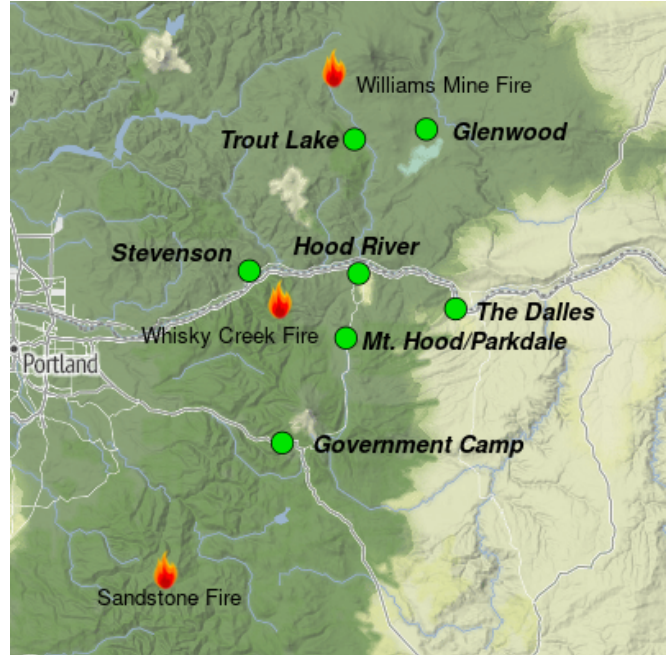 Williams Mine Fire
Trout Lake
Glenwood
Stevenson
Hood River
The Dalles
Whisky Creek Fire
Mt. Hood/Parkdale
Portland
Government Camp
Sandstone Fire